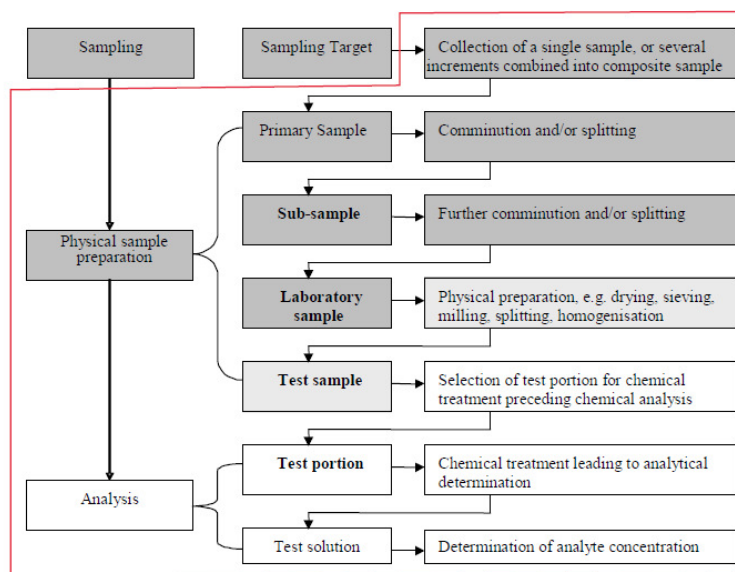 Sampling
Sampling Target
Collection of a single sample, or several
increments combined into composite sample
Primary Sample
Comminution and/or splitting
Sub-sample
Further comminution and/or splitting
Physical sample
preparation
Laboratory
sample
Physical preparation, e.g. drying, sieving,
milling, splitting, homogenisation
Test sample
Selection of test portion for chemical
treatment preceding chemical analysis
Test portion
Chemical treatment leading to analytical
determination
Analysis
Test solution
Determination of analyte concentration